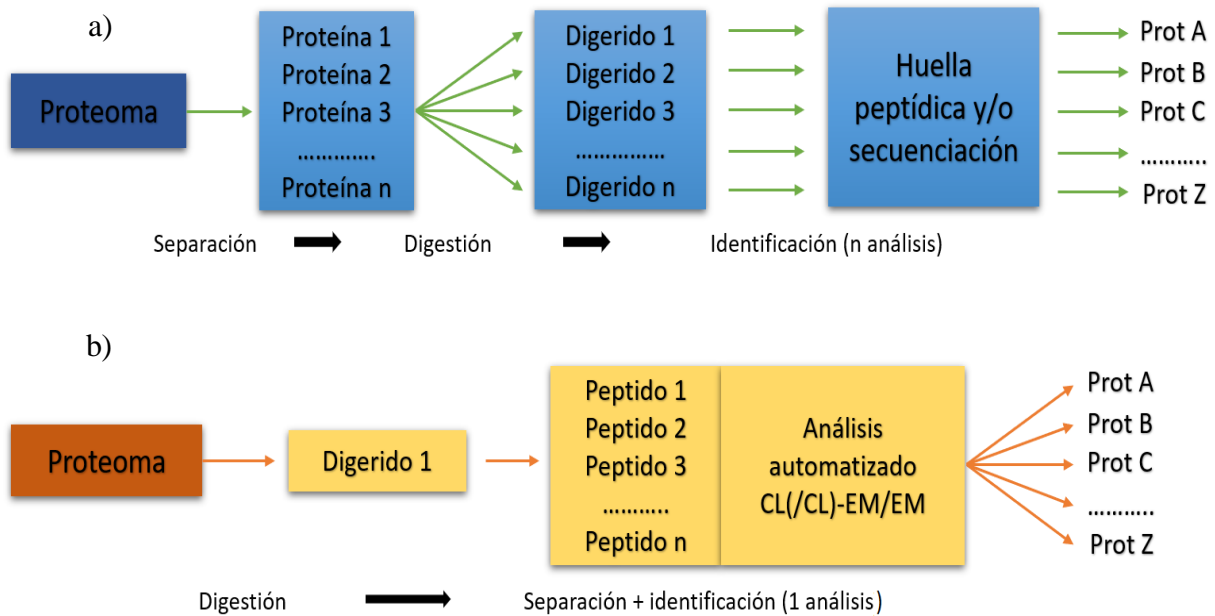 a)
Proteoma
Proteína 1
Proteína 2
Proteína 3
………….
Proteína n
Digerido 1
Digerido 2
Digerido 3
……………
Digerido n
Huella
peptídica y/o
secuenciación
Prot A
Prot B
Prot C
………..
Prot Z
Separación
Digestión
Identificación (n análisis)
b)
Proteoma
Digerido 1
Peptido 1
Peptido 2
Peptido 3
………..
Peptido n
Análisis
automatizado
CL(/CL)-EM/EM
Prot A
Prot B
Prot C
………..
Prot Z
Digestión
Separación + identificación (1 análisis)